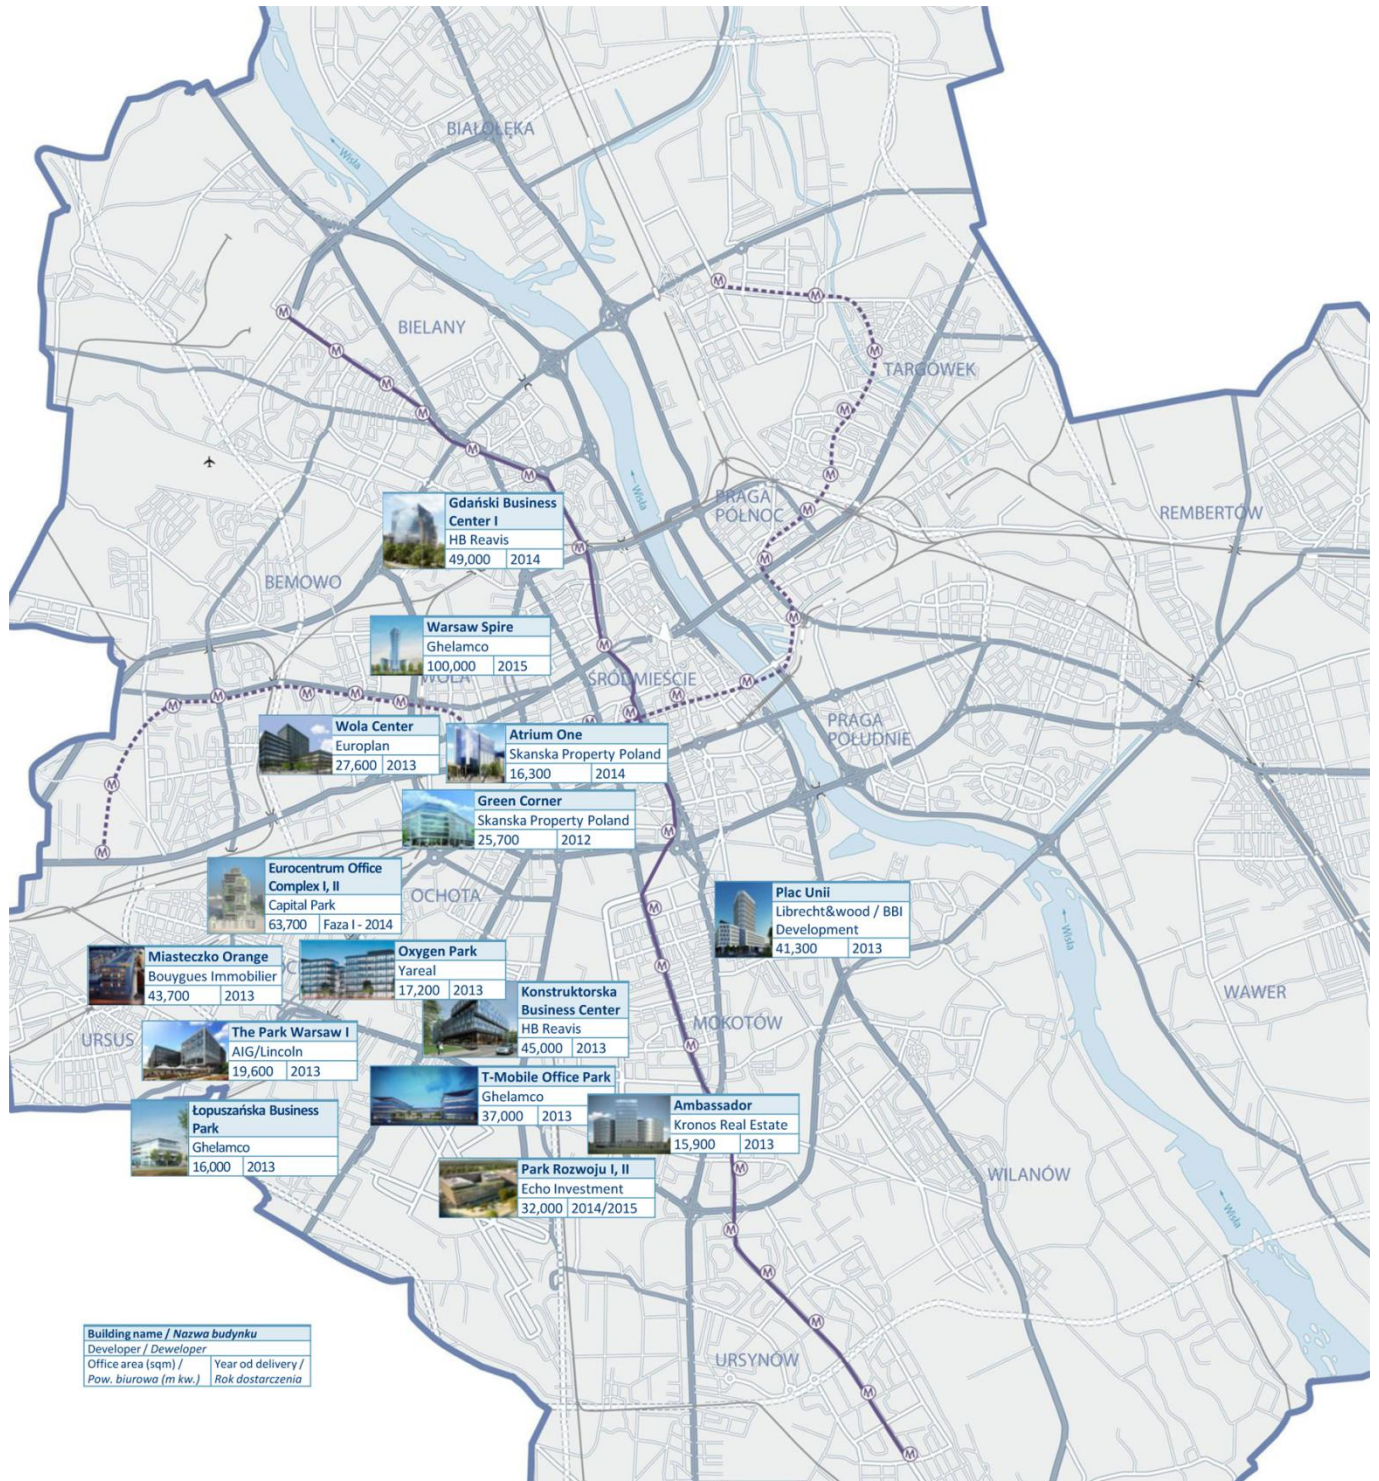 BIAŁOŁĘKA
Wisła
BIELANY
TARGÓWEK
Wisła
Gdański Business
Center I
HB Reavis
49,000 2014
PRAGA
PÓŁNOC
REMBERTÓW
BEMOWO
Warsaw Spire
Ghelamco
100,000 2015
WOLA
ŚRÓDMIEŚCIE
Wola Center
Europlan
27,600 2013
Atrium One
Skanska Property Poland
16,300 2014
PRAGA
POŁUDNIE
Green Corner
Skanska Property Poland
25,700 2012
Eurocentrum Office
Complex I, II
Capital Park
63,700 Faza I - 2014
OCHOTA
Plac Unii
Librecht&wood / BBI
Development
41,300 2013
Wisła
Miasteczko Orange
Bouygues Immobilier
43,700 2013
Oxygen Park
Yareal
17,200 2013
Konstruktorska
Business Center
HB Reavis
45,000 2013
WAWER
URSUS
The Park Warsaw I
AIG/Lincoln
19,600 2013
MOKOTÓW
T-Mobile Office Park
Ghelamco
37,000 2013
Ambassador
Kronos Real Estate
15,900 2013
Łopuszańska Business
Park
Ghelamco
16,000 2013
Park Rozwoju I, II
Echo Investment
32,000 2014/2015
WILANÓW
Wisła
URSYNÓW
Building name / Nazwa budynku
Developer / Deweloper
Office area (sqm) / Year od delivery /
Pow. biurowa (m kw.) Rok dostarczenia